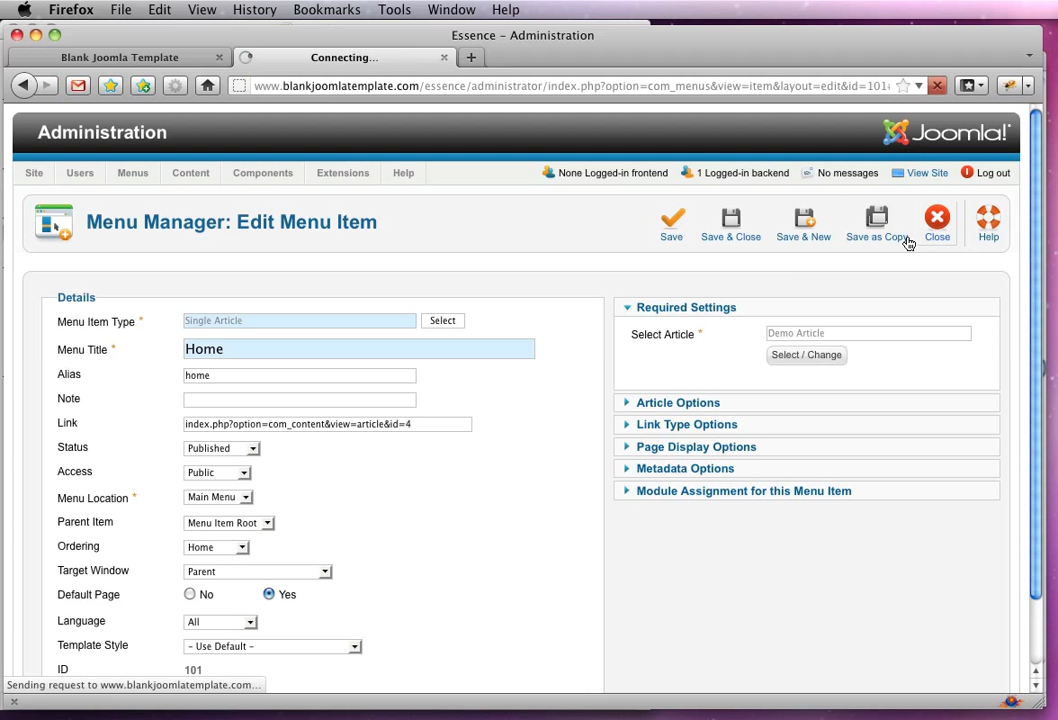 Firefox File Edit View History Bookmarks Tools Window Help
Essence – Administration
Blank Joomla Template Connecting...
www.blankjoomlatemplate.com/essence/administrator/index.php?option=com_menus&view=item&layout=edit&id=101
Administration Joomla!
Site Users Menus Content Components Extensions Help None Logged-in frontend 1 Logged-in backend No messages View Site Log out
Menu Manager: Edit Menu Item
Save Save & Close Save & New Save as Copy Close Help
Details
Menu Item Type * Single Article Select
Menu Title * Home
Alias home
Note
Link index.php?option=com_content&view=article&id=4
Status Published
Access Public
Menu Location * Main Menu
Parent Item Menu Item Root
Ordering Home
Target Window Parent
Default Page No Yes
Language All
Template Style – Use Default –
ID 101
Required Settings
Select Article * Demo Article
Select / Change
Article Options
Link Type Options
Page Display Options
Metadata Options
Module Assignment for this Menu Item
Sending request to www.blankjoomlatemplate.com...